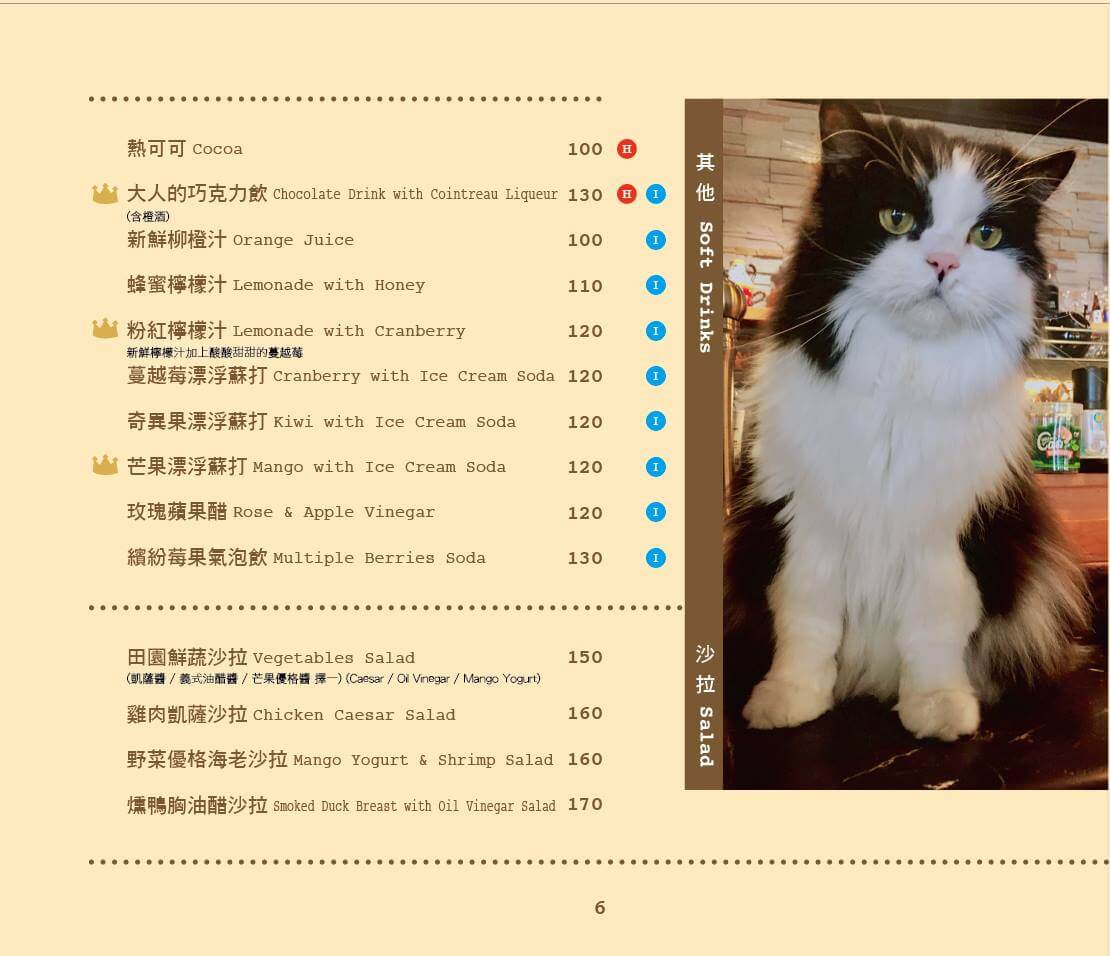 熱可可 Cocoa 100 H
大人的巧克力飲 Chocolate Drink with Cointreau Liqueur 130 H I
(含橙酒)
新鮮柳橙汁 Orange Juice 100 I
蜂蜜檸檬汁 Lemonade with Honey 110 I
粉紅檸檬汁 Lemonade with Cranberry 120 I
新鮮檸檬汁加上酸酸甜甜的蔓越莓
蔓越莓漂浮蘇打 Cranberry with Ice Cream Soda 120 I
奇異果漂浮蘇打 Kiwi with Ice Cream Soda 120 I
芒果漂浮蘇打 Mango with Ice Cream Soda 120 I
玫瑰蘋果醋 Rose & Apple Vinegar 120 I
繽紛莓果氣泡飲 Multiple Berries Soda 130 I
其他 Soft Drinks
田園鮮蔬沙拉 Vegetables Salad 150
(凱薩醬 / 義式油醋醬 / 芒果優格醬 擇一) (Caesar / Oil Vinegar / Mango Yogurt)
雞肉凱薩沙拉 Chicken Caesar Salad 160
野菜優格海老沙拉 Mango Yogurt & Shrimp Salad 160
燻鴨胸油醋沙拉 Smoked Duck Breast with Oil Vinegar Salad 170
沙拉 Salad
6